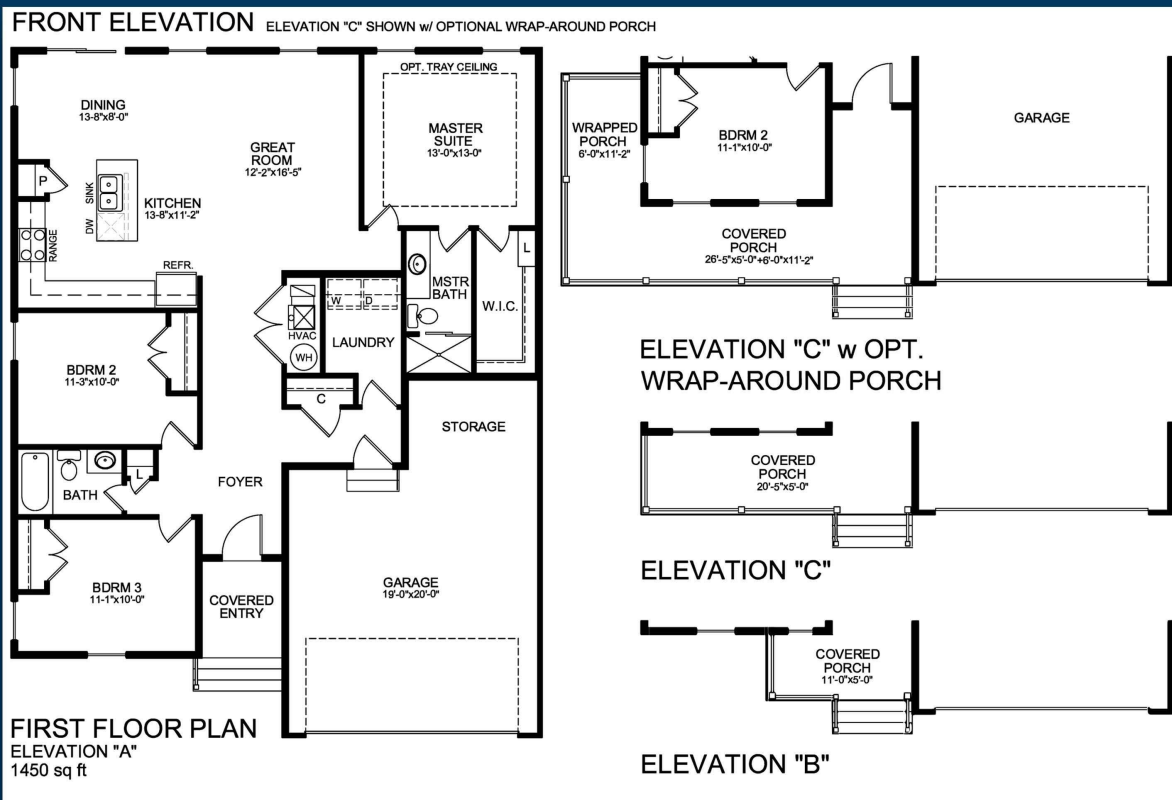 FRONT ELEVATION ELEVATION "C" SHOWN w/ OPTIONAL WRAP-AROUND PORCH
DINING
13'-8"x8'-0"
GREAT
ROOM
12'-2"x16'-5"
OPT. TRAY CEILING
MASTER
SUITE
13'-0"x13-0"
P
SINK
DW
KITCHEN
13-8"x11'-2"
RANGE
REFR.
MSTR
BATH
L
W.I.C.
W
D
HVAC
WH
LAUNDRY
BDRM 2
11-3"x10'-0"
C
STORAGE
BATH
L
FOYER
BDRM 3
11-1"x10'-0"
COVERED
ENTRY
GARAGE
19'-0"x20'-0"
FIRST FLOOR PLAN
ELEVATION "A"
1450 sq ft
WRAPPED
PORCH
6'-0"x11'-2"
BDRM 2
11-1"x10'-0"
GARAGE
COVERED
PORCH
26'-5"x5'-0"+6'-0"x11'-2"
ELEVATION "C" w OPT.
WRAP-AROUND PORCH
COVERED
PORCH
20'-5"x5'-0"
ELEVATION "C"
COVERED
PORCH
11'-0"x5'-0"
ELEVATION "B"